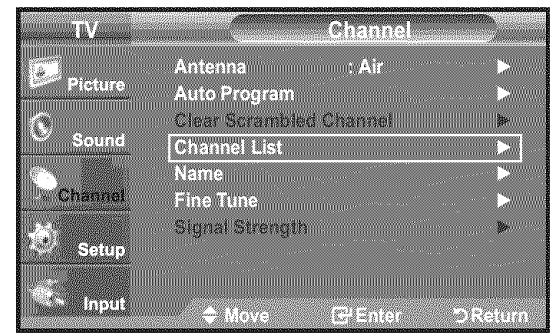 TV
Channel
Picture
Sound
Channel
Setup
Input
Antenna : Air
Auto Program
Clear Scrambled Channel
Channel List
Name
Fine Tune
Signal Strength
Move Enter Return